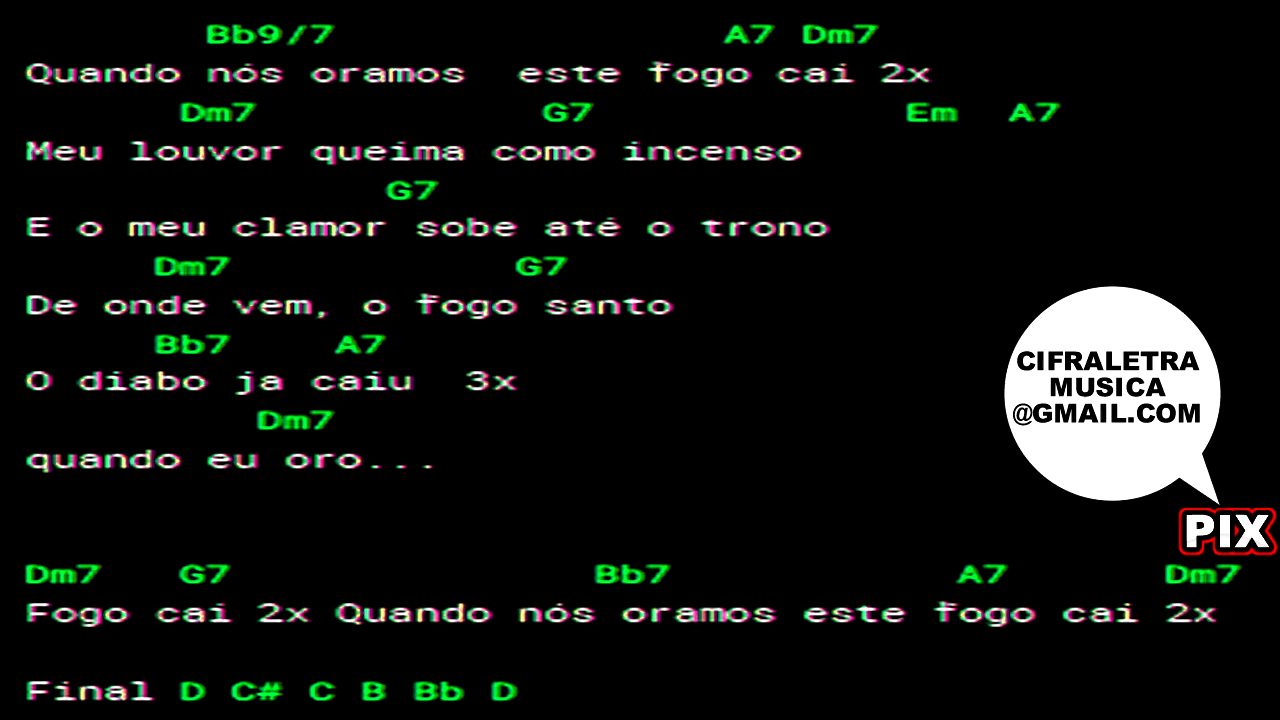 Bb9/7 A7 Dm7
Quando nós oramos este fogo cai 2x
Dm7 G7 Em A7
Meu louvor queima como incenso
G7
E o meu clamor sobe até o trono
Dm7 G7
De onde vem, o fogo santo
Bb7 A7
O diabo ja caiu 3x
Dm7
quando eu oro...
CIFRALETRA
MUSICA
@GMAIL.COM
PIX
Dm7 G7 Bb7 A7 Dm7
Fogo cai 2x Quando nós oramos este fogo cai 2x
Final D C# C B Bb D